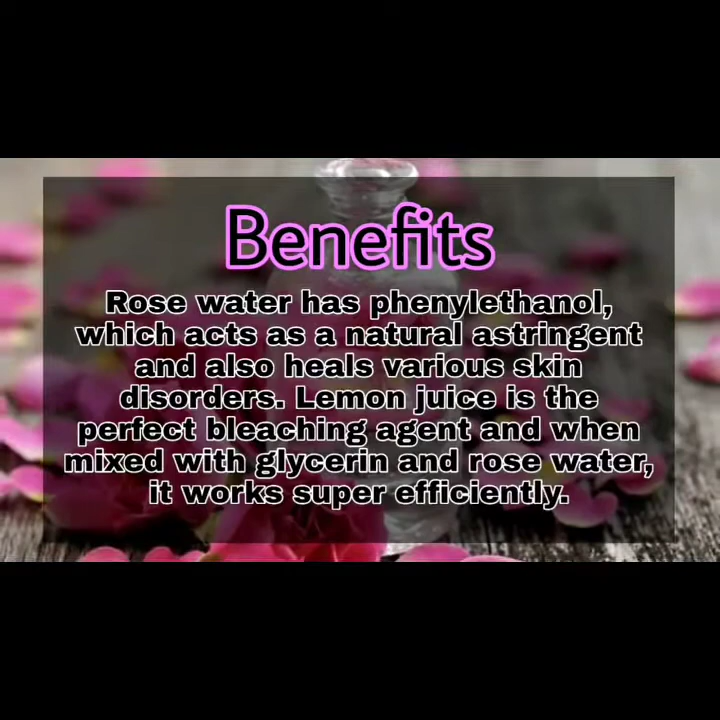 Benefits
Rose water has phenylethanol,
which acts as a natural astringent
and also heals various skin
disorders. Lemon juice is the
perfect bleaching agent and when
mixed with glycerin and rose water,
it works super efficiently.